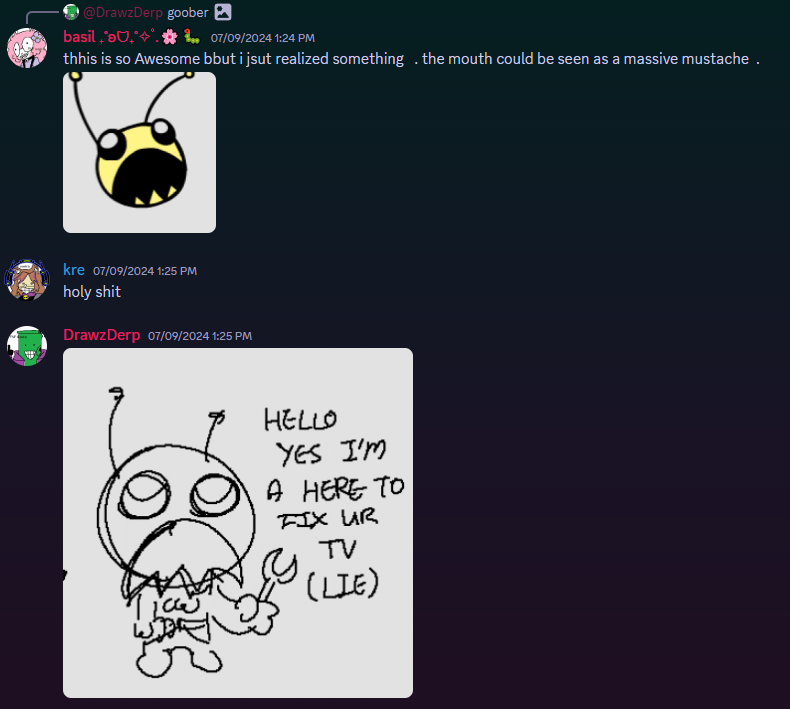 @DrawzDerp goober
basil ₊˚ʚ ᗢ₊˚✧ ﾟ. 07/09/2024 1:24 PM
thhis is so Awesome bbut i jsut realized something . the mouth could be seen as a massive mustache .
kre 07/09/2024 1:25 PM
holy shit
DrawzDerp 07/09/2024 1:25 PM
HELLO
YES I'M
A HERE TO
FIX UR
TV
(LIE)